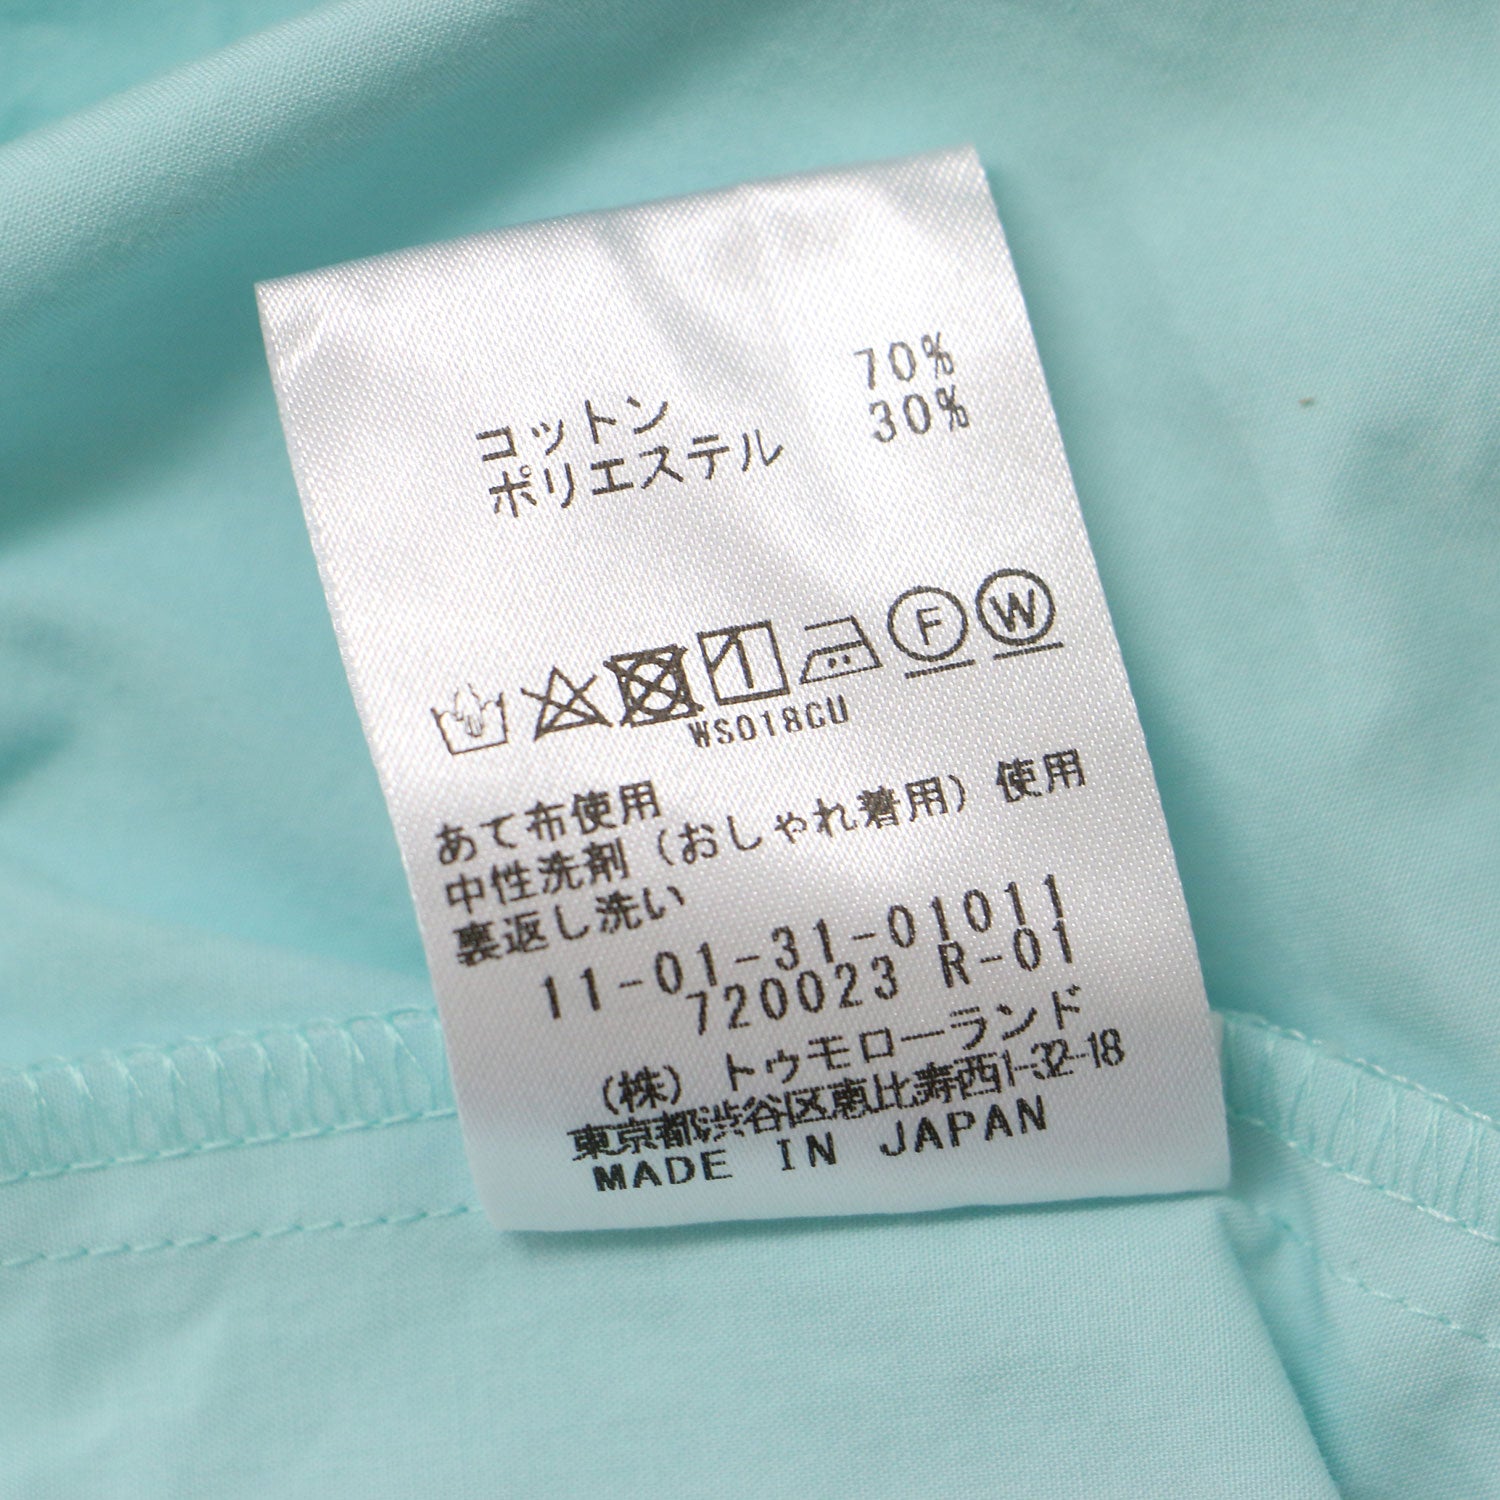 コットン 70%
ポリエステル 30%
F W
WS018CU
あて布使用
中性洗剤(おしゃれ着用)使用
裏返し洗い
11-01-31-01011
720023 R-01
(株)トゥモローランド
東京都渋谷区恵比寿西1-32-18
MADE IN JAPAN